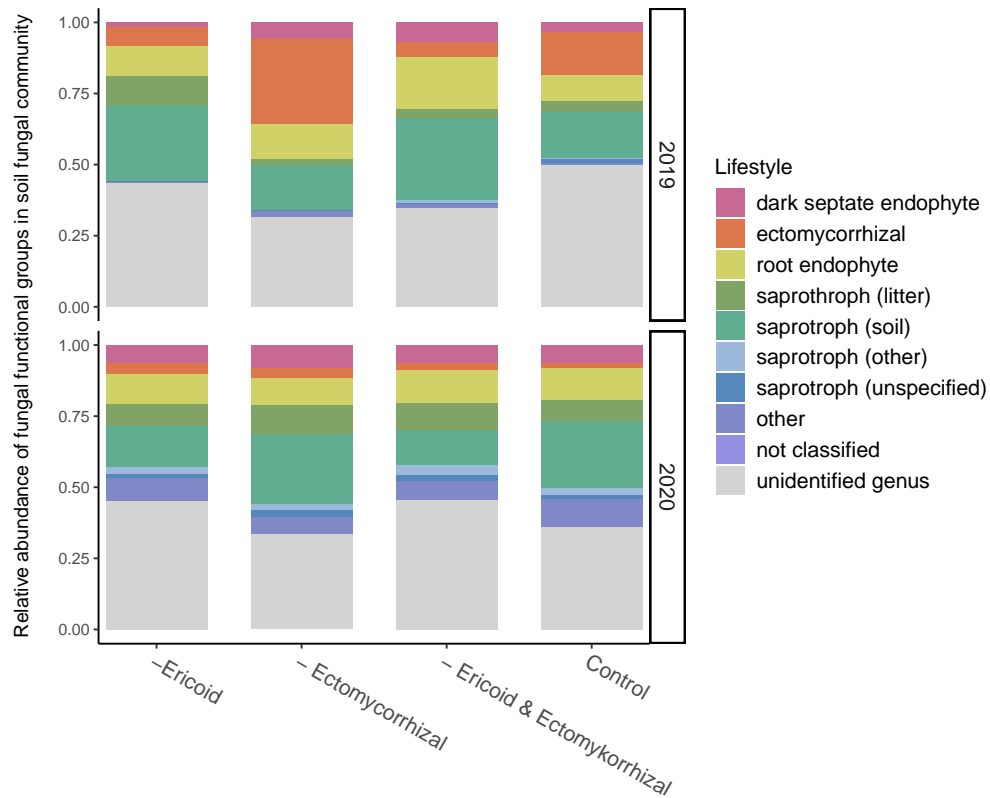 Relative abundance of fungal functional groups in soil fungal community
1.00
0.75
0.50
0.25
0.00
2019
1.00
0.75
0.50
0.25
0.00
2020
–Ericoid
– Ectomycorrhizal
– Ericoid & Ectomykorrhizal
Control
Lifestyle
dark septate endophyte
ectomycorrhizal
root endophyte
saprothroph (litter)
saprotroph (soil)
saprotroph (other)
saprotroph (unspecified)
other
not classified
unidentified genus